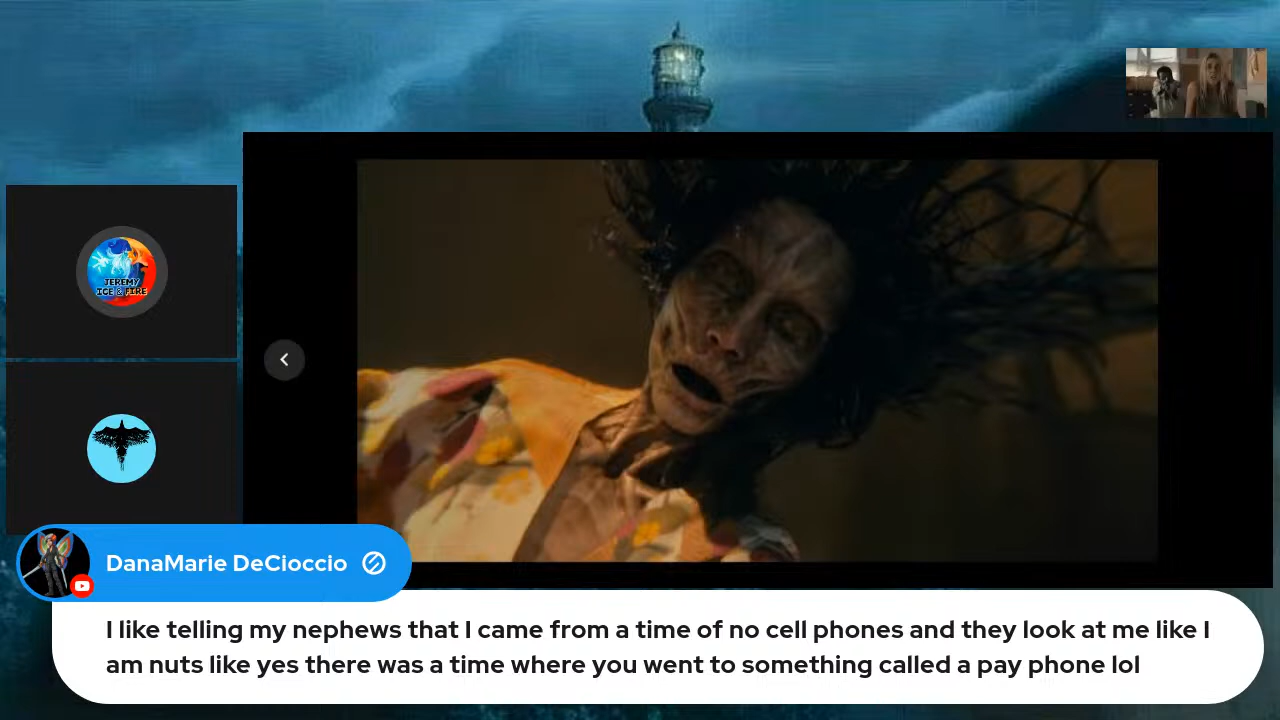 JEREMY
ICE & FIRE
DanaMarie DeCioccio
I like telling my nephews that I came from a time of no cell phones and they look at me like I
am nuts like yes there was a time where you went to something called a pay phone lol